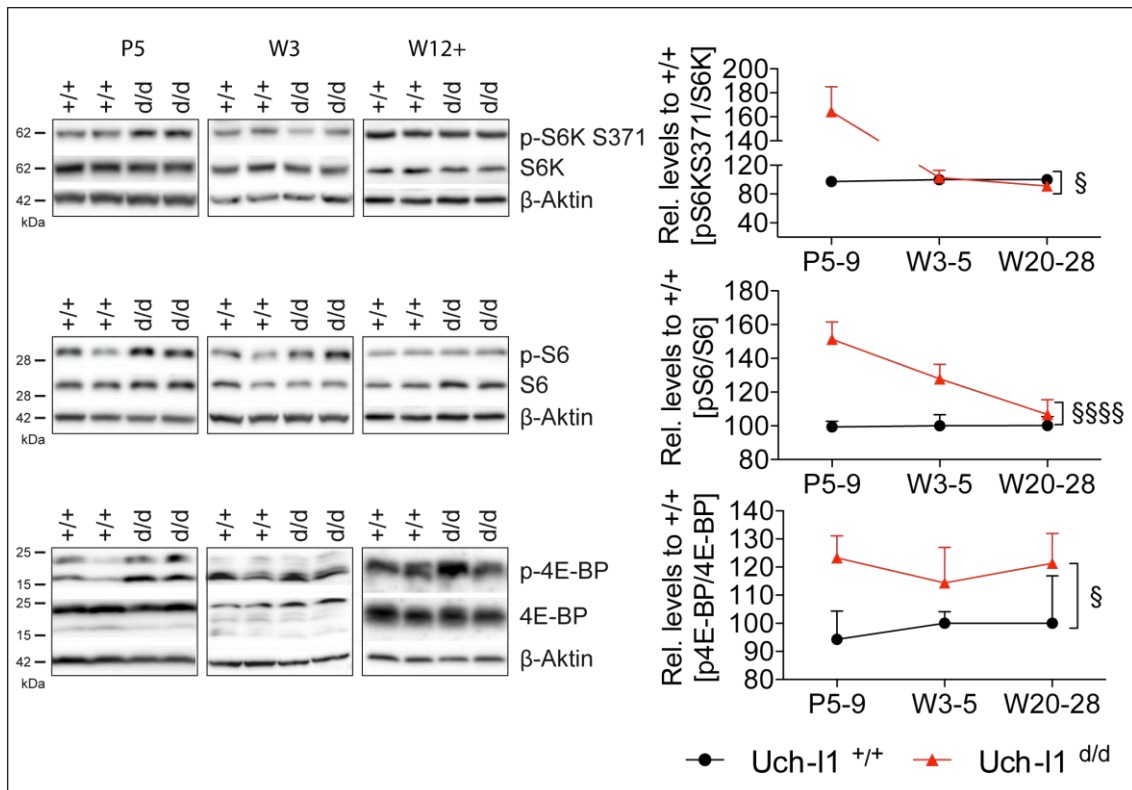 P5 W3 W12+
+/+ +/+ d/d d/d +/+ +/+ d/d d/d +/+ +/+ d/d d/d
62 p-S6K S371
62 S6K
42 β-Aktin
kDa
+/+ +/+ d/d d/d +/+ +/+ d/d d/d +/+ +/+ d/d d/d
28 p-S6
28 S6
42 β-Aktin
kDa
+/+ +/+ d/d d/d +/+ +/+ d/d d/d +/+ +/+ d/d d/d
25
15 p-4E-BP
25
15 4E-BP
42 β-Aktin
kDa
Rel. levels to +/+
[pS6KS371/S6K]
200
180
160
140
120
100
80
60
40
§
P5-9 W3-5 W20-28
Rel. levels to +/+
[pS6/S6]
180
160
140
120
100
80
§§§§
P5-9 W3-5 W20-28
Rel. levels to +/+
[p4E-BP/4E-BP]
140
130
120
110
100
90
80
§
P5-9 W3-5 W20-28
Uch-l1 +/+ Uch-l1 d/d